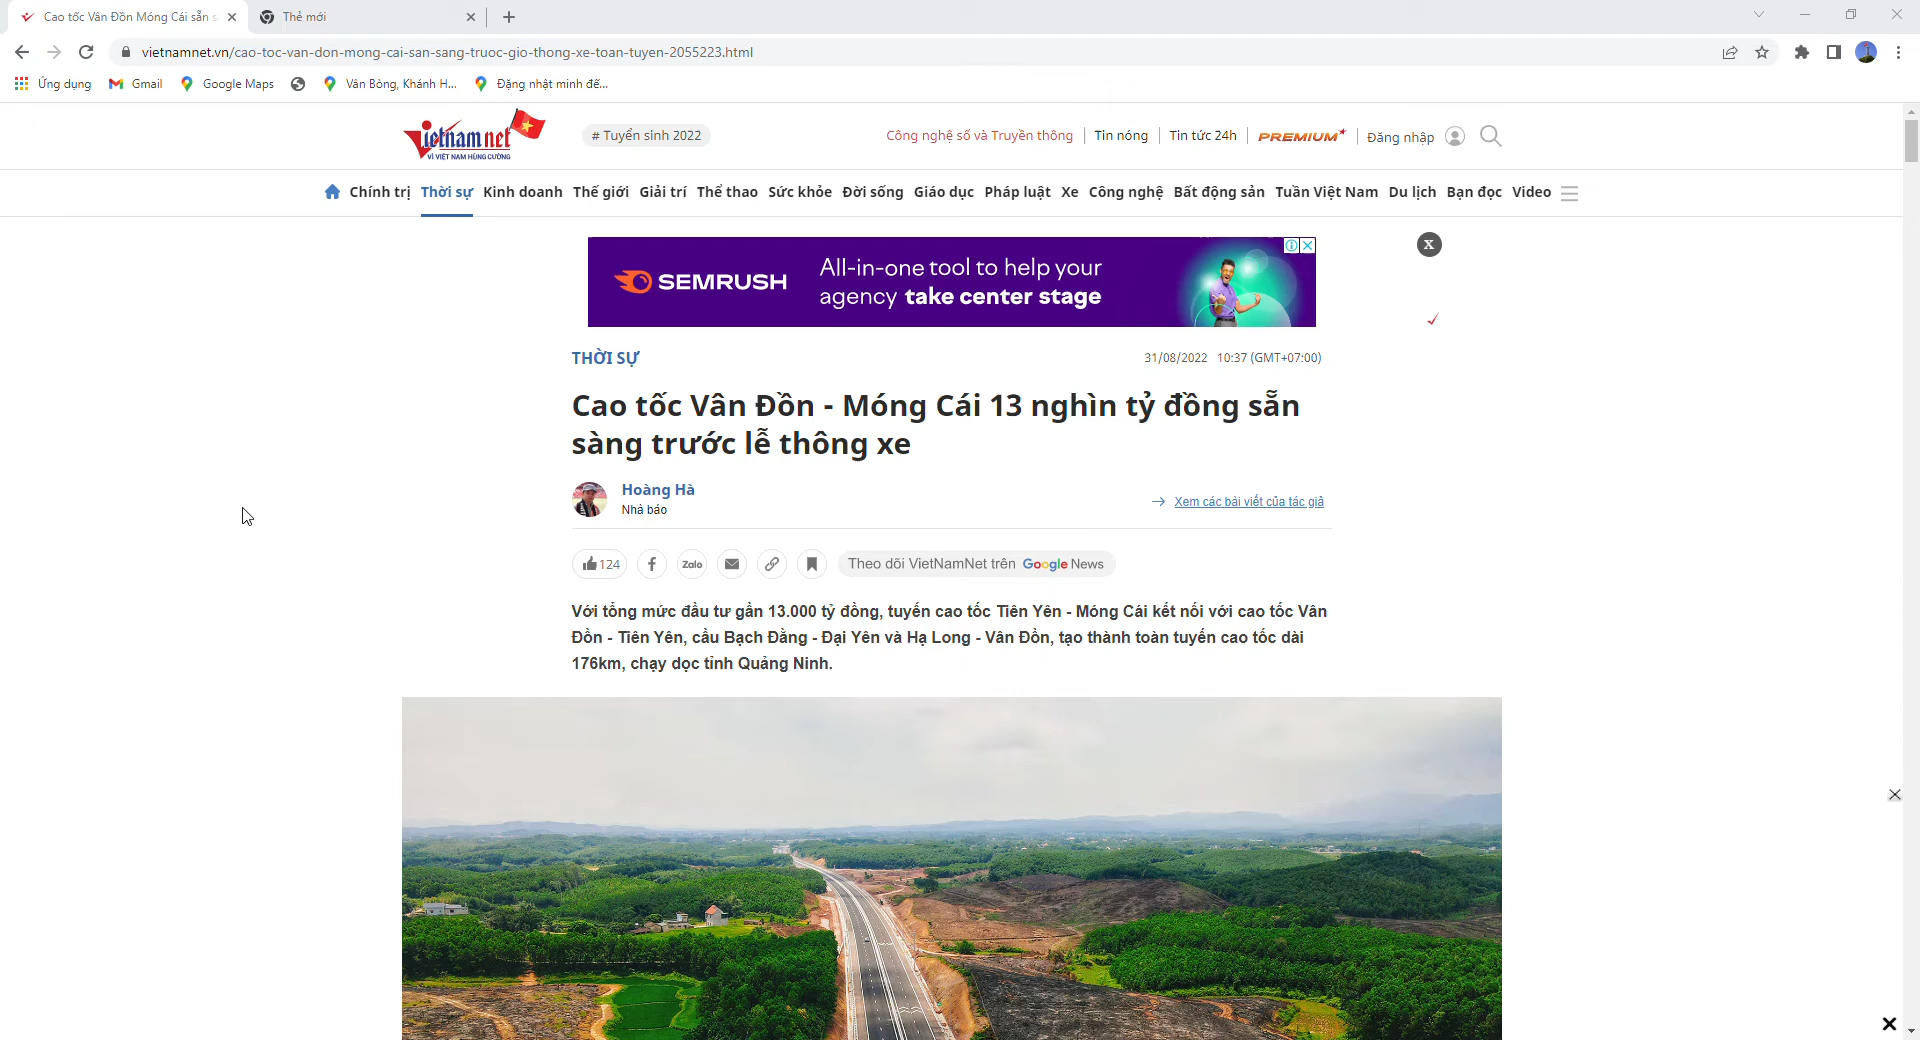 Cao tốc Vân Đồn Móng Cái sẵn s
Thẻ mới
vietnamnet.vn/cao-toc-van-don-mong-cai-san-sang-truoc-gio-thong-xe-toan-tuyen-2055223.html
Ứng dụng
Gmail
Google Maps
Vân Bòng, Khánh H...
Đặng nhật minh đế...
Vietnamnet
VÌ VIỆT NAM HÙNG CƯỜNG
# Tuyển sinh 2022
Công nghệ số và Truyền thông
Tin nóng
Tin tức 24h
PREMIUM
Đăng nhập
Chính trị Thời sự Kinh doanh Thế giới Giải trí Thể thao Sức khỏe Đời sống Giáo dục Pháp luật Xe Công nghệ Bất động sản Tuần Việt Nam Du lịch Bạn đọc Video
SEMRUSH
All-in-one tool to help your
agency take center stage
X
THỜI SỰ
31/08/2022 10:37 (GMT+07:00)
Cao tốc Vân Đồn - Móng Cái 13 nghìn tỷ đồng sẵn
sàng trước lễ thông xe
Hoàng Hà
Nhà báo
Xem các bài viết của tác giả
124
Zalo
Theo dõi VietNamNet trên Google News
Với tổng mức đầu tư gần 13.000 tỷ đồng, tuyến cao tốc Tiên Yên - Móng Cái kết nối với cao tốc Vân
Đồn - Tiên Yên, cầu Bạch Đằng - Đại Yên và Hạ Long - Vân Đồn, tạo thành toàn tuyến cao tốc dài
176km, chạy dọc tỉnh Quảng Ninh.